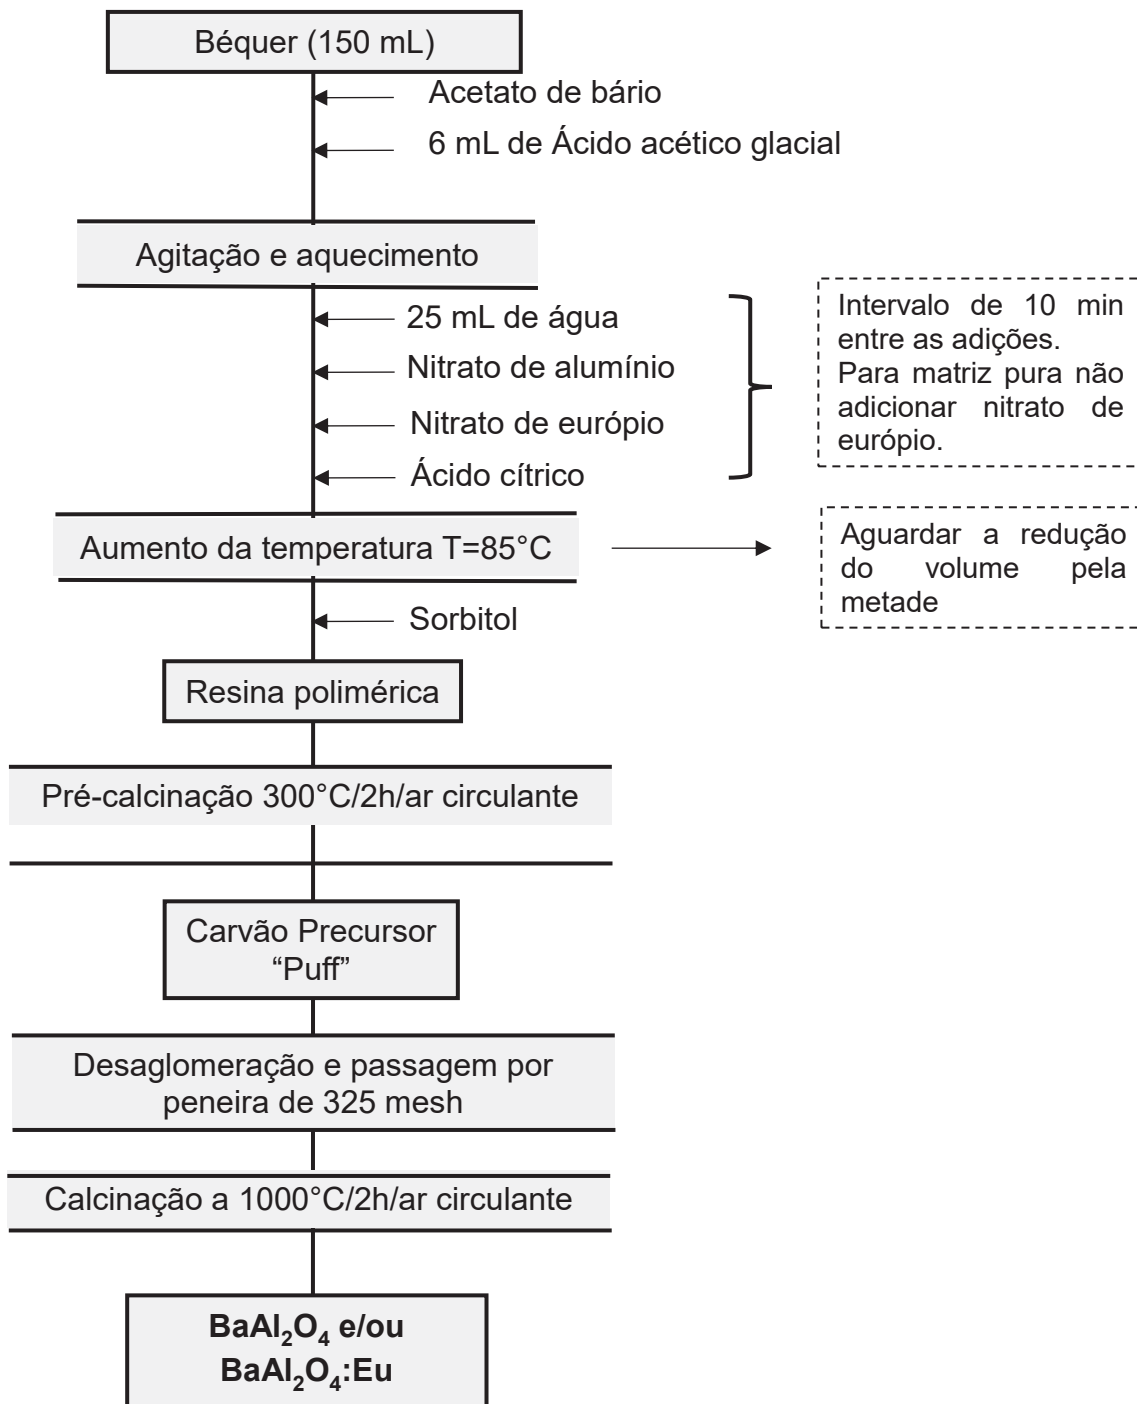 Béquer (150 mL)
Acetato de bário
6 mL de Ácido acético glacial
Agitação e aquecimento
25 mL de água
Nitrato de alumínio
Nitrato de európio
Ácido cítrico
Intervalo de 10 min
entre as adições.
Para matriz pura não
adicionar nitrato de
európio.
Aumento da temperatura T=85°C
Aguardar a redução
do volume pela
metade
Sorbitol
Resina polimérica
Pré-calcinação 300°C/2h/ar circulante
Carvão Precursor
“Puff”
Desaglomeração e passagem por
peneira de 325 mesh
Calcinação a 1000°C/2h/ar circulante
BaAl₂O₄ e/ou
BaAl₂O₄:Eu